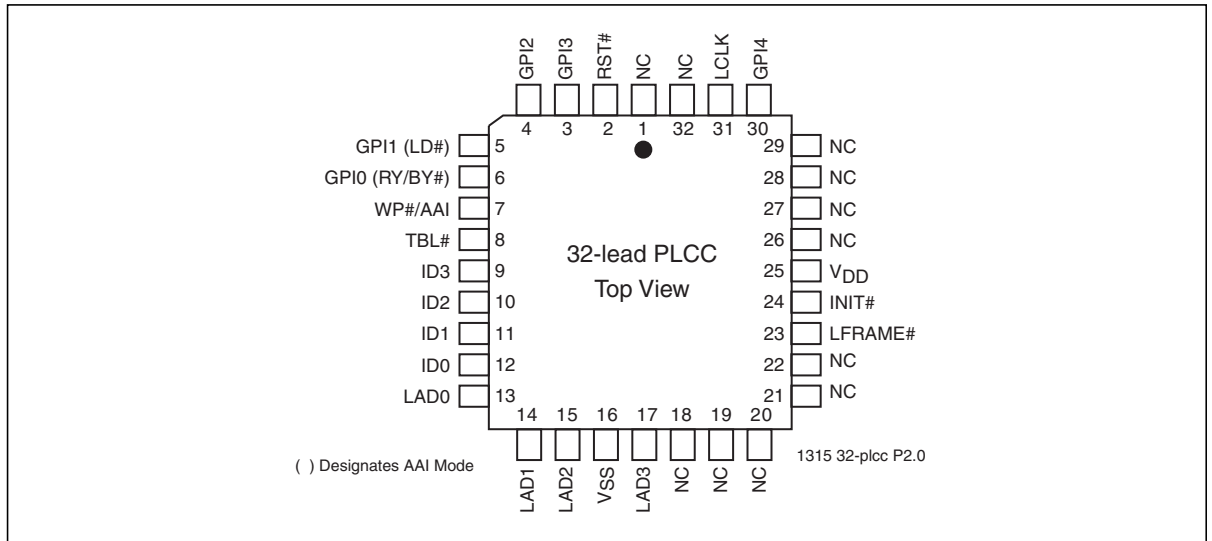 GPI2 GPI3 RST# NC NC LCLK GPI4
4 3 2 1 32 31 30
GPI1 (LD#) 5 29 NC
GPI0 (RY/BY#) 6 28 NC
WP#/AAI 7 27 NC
TBL# 8 26 NC
ID3 9 25 VDD
ID2 10 24 INIT#
ID1 11 23 LFRAME#
ID0 12 22 NC
LAD0 13 21 NC
32-lead PLCC
Top View
14 15 16 17 18 19 20
LAD1 LAD2 VSS LAD3 NC NC NC
( ) Designates AAI Mode
1315 32-plcc P2.0